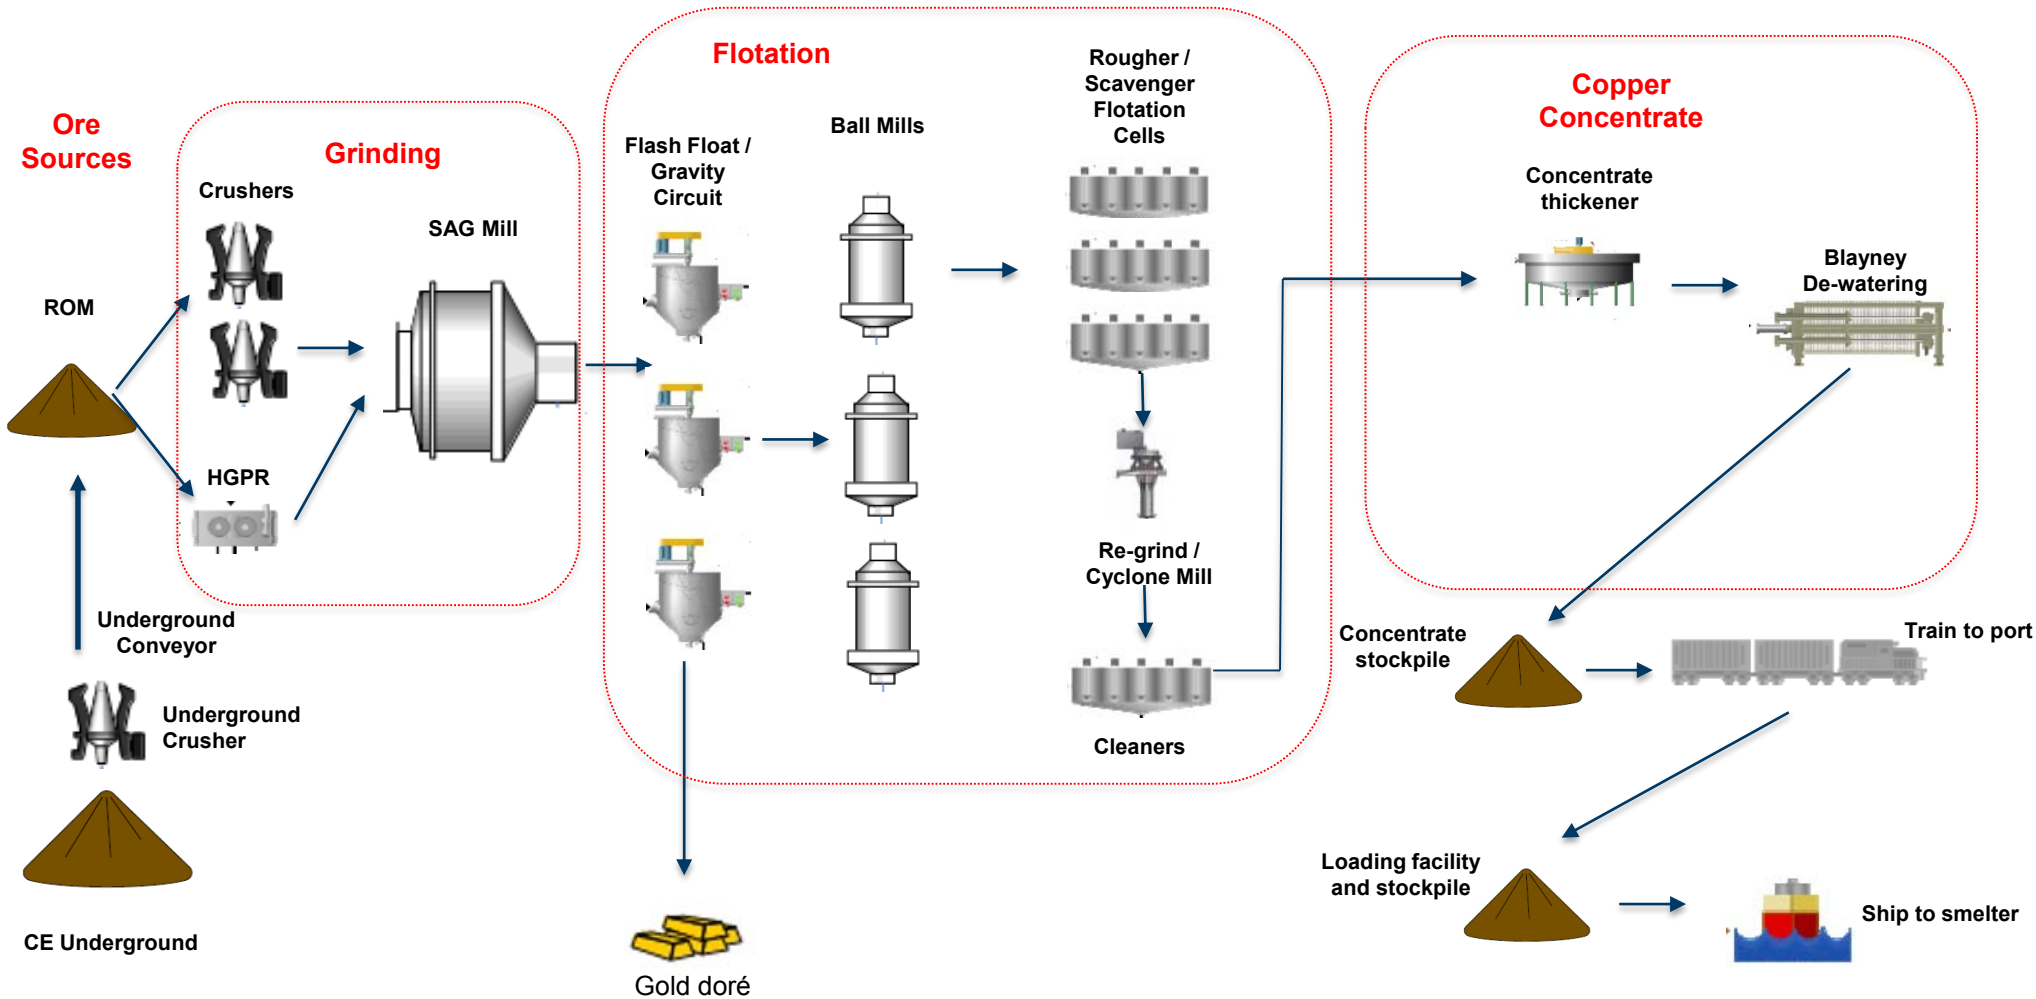 Ore
Sources
ROM
Underground
Conveyor
Underground
Crusher
CE Underground
Grinding
Crushers
SAG Mill
HGPR
Flotation
Flash Float /
Gravity
Circuit
Ball Mills
Rougher /
Scavenger
Flotation
Cells
Re-grind /
Cyclone Mill
Cleaners
Gold doré
Copper
Concentrate
Concentrate
thickener
Blayney
De-watering
Concentrate
stockpile
Train to port
Loading facility
and stockpile
Ship to smelter